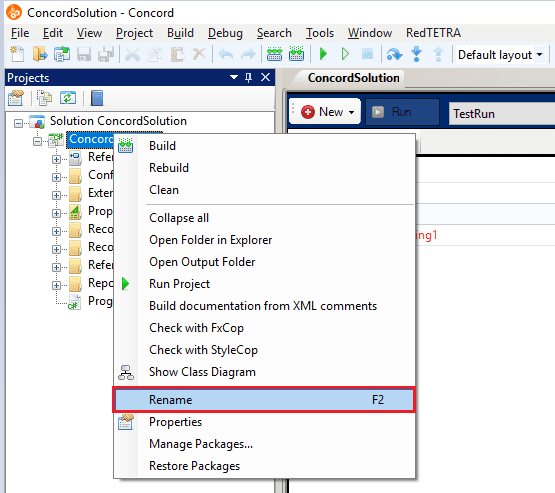 ConcordSolution - Concord
File Edit View Project Build Debug Search Tools Window RedTETRA
Default layout
Projects
ConcordSolution
Solution ConcordSolution
New
Run
TestRun
Concord
Build
Rebuild
Clean
Collapse all
Open Folder in Explorer
Open Output Folder
Run Project
Build documentation from XML comments
Check with FxCop
Check with StyleCop
Show Class Diagram
Rename F2
Properties
Manage Packages...
Restore Packages
Refer
Conf
Exter
Prop
Reco
Reco
Refer
Repo
Prog
ing1